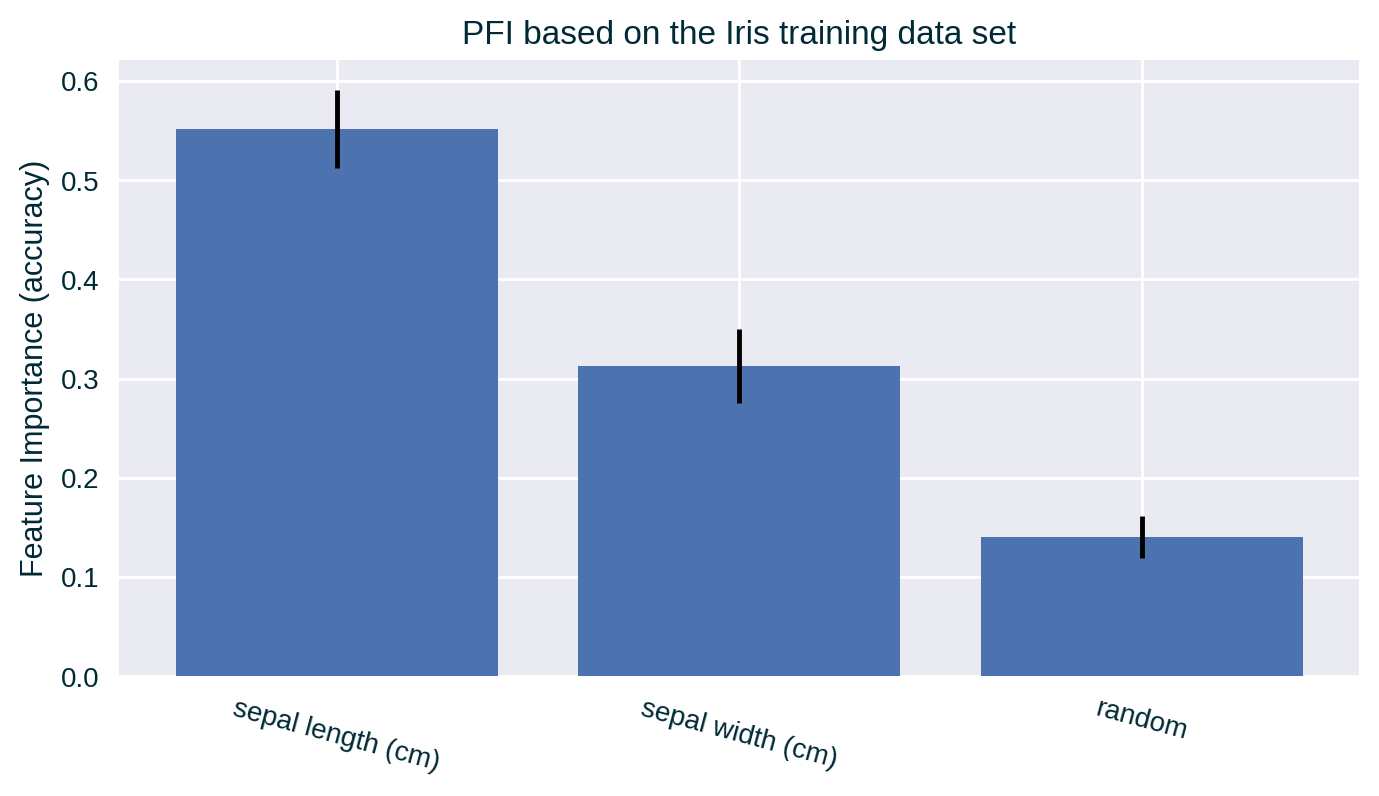 PFI based on the Iris training data set
Feature Importance (accuracy)
0.6
0.5
0.4
0.3
0.2
0.1
0.0
sepal length (cm)
sepal width (cm)
random